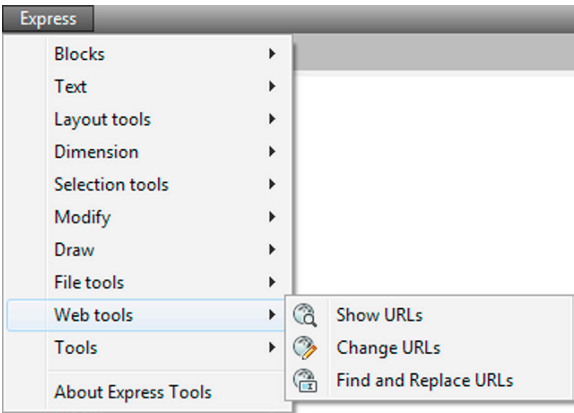 Express
Blocks
Text
Layout tools
Dimension
Selection tools
Modify
Draw
File tools
Web tools
Show URLs
Tools
Change URLs
Find and Replace URLs
About Express Tools